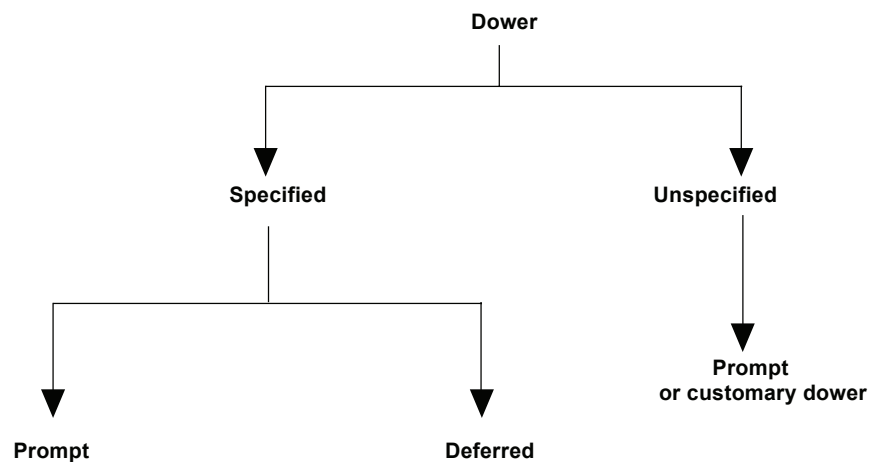 Dower
Specified
Unspecified
Prompt
or customary dower
Prompt
Deferred